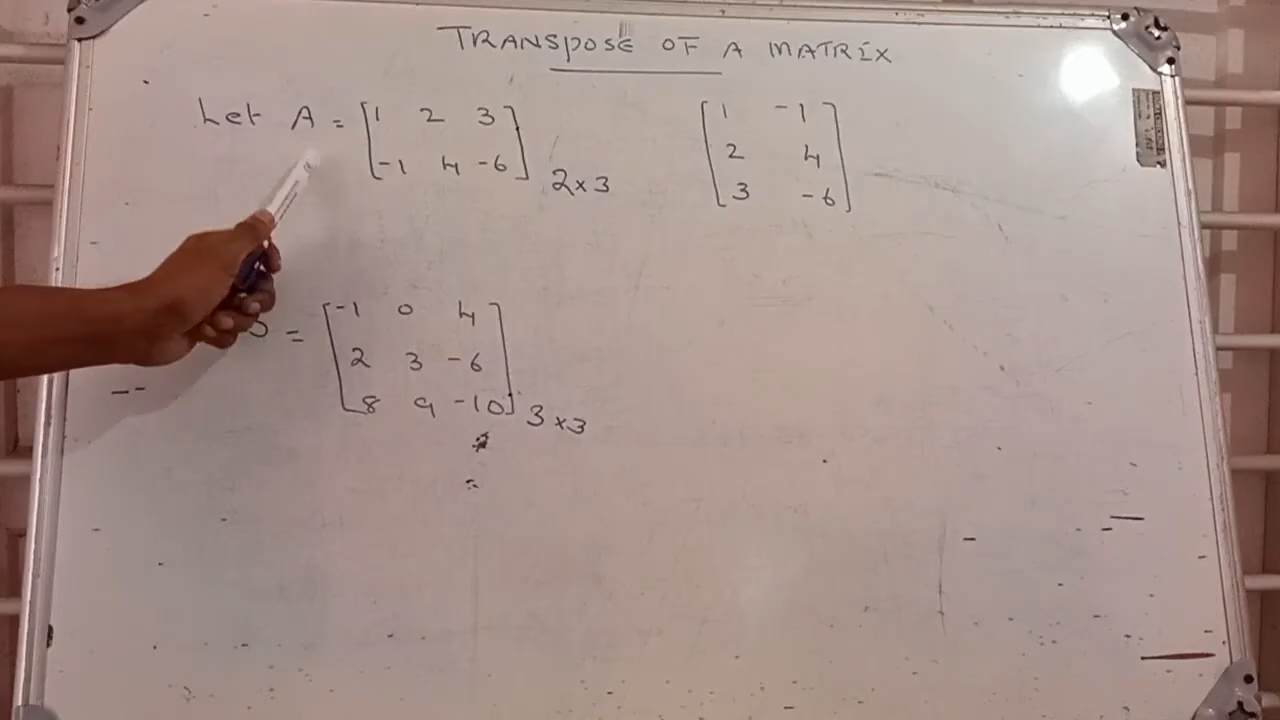 TRANSPOSE OF A MATRIX
Let A = [1 2 3] [1 -1]
[-1 4 -6] 2×3 [2 4]
[3 -6]
= [-1 0 4]
[2 3 -6]
[8 9 -10] 3×3